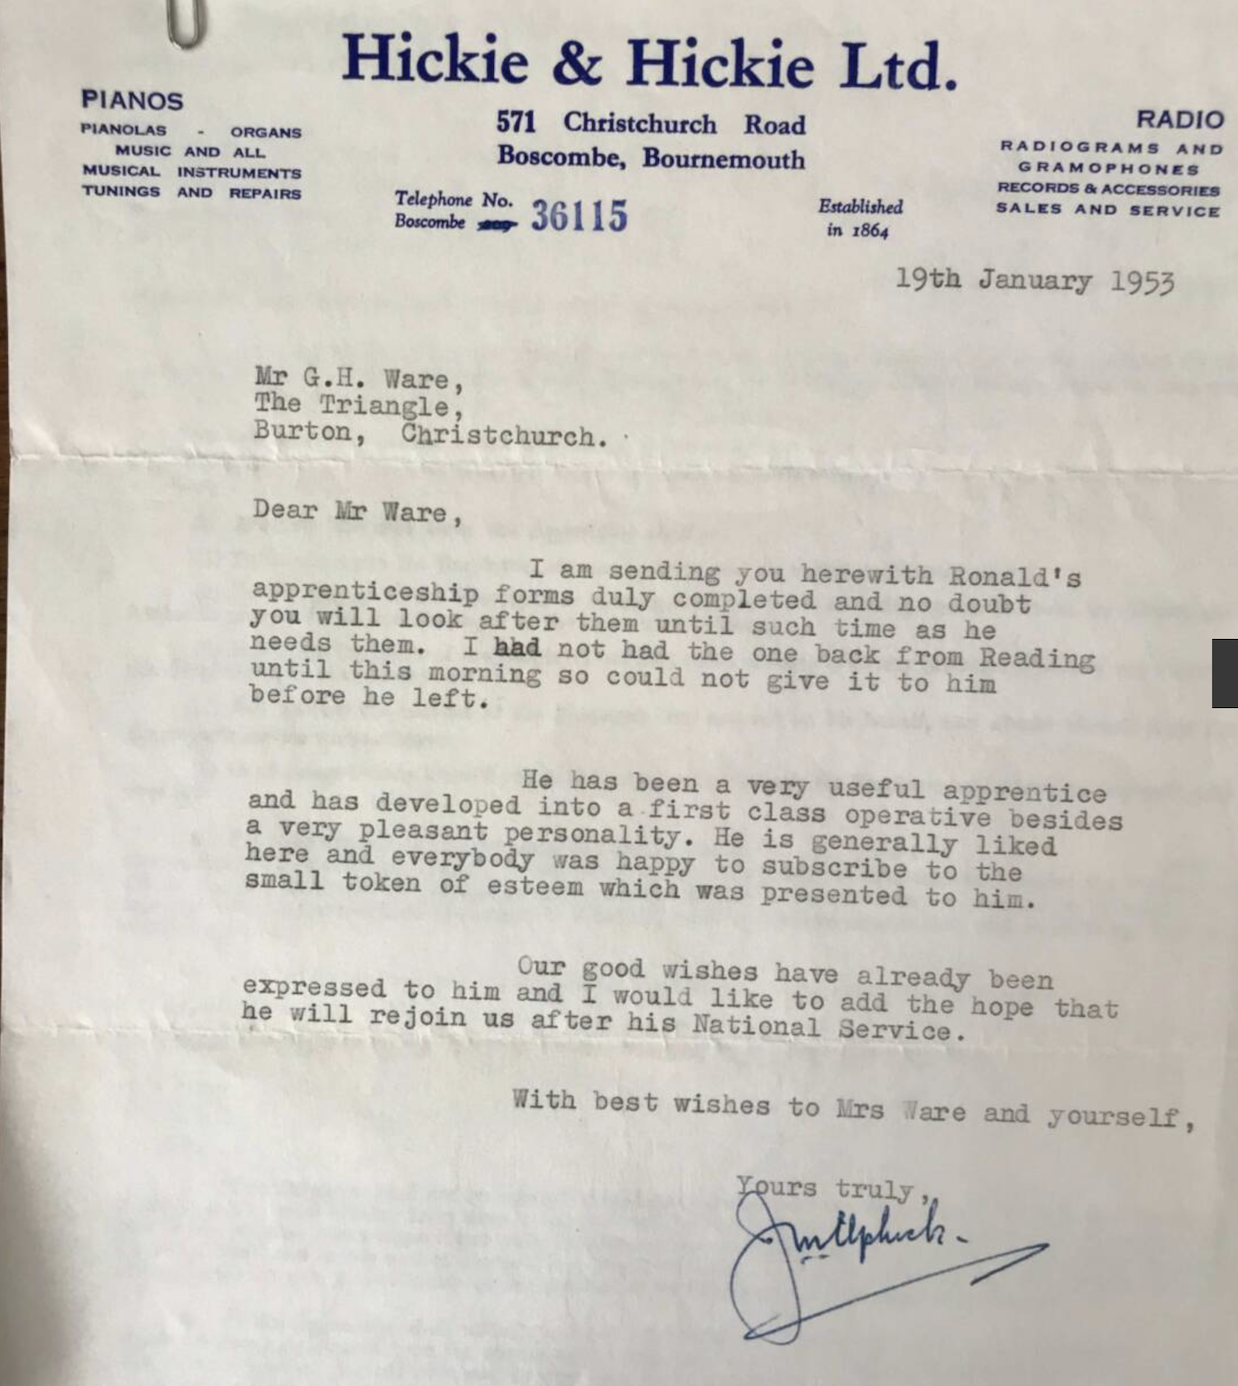 Hickie & Hickie Ltd.
PIANOS
PIANOLAS - ORGANS
MUSIC AND ALL
MUSICAL INSTRUMENTS
TUNINGS AND REPAIRS
571 Christchurch Road
Boscombe, Bournemouth
Telephone No.
Boscombe 36115
Established
in 1864
RADIO
RADIOGRAMS AND
GRAMOPHONES
RECORDS & ACCESSORIES
SALES AND SERVICE
19th January 1953
Mr G.H. Ware,
The Triangle,
Burton, Christchurch.
Dear Mr Ware,
I am sending you herewith Ronald's
apprenticeship forms duly completed and no doubt
you will look after them until such time as he
needs them. I had not had the one back from Reading
until this morning so could not give it to him
before he left.
He has been a very useful apprentice
and has developed into a first class operative besides
a very pleasant personality. He is generally liked
here and everybody was happy to subscribe to the
small token of esteem which was presented to him.
Our good wishes have already been
expressed to him and I would like to add the hope that
he will rejoin us after his National Service.
With best wishes to Mrs Ware and yourself,
Yours truly,